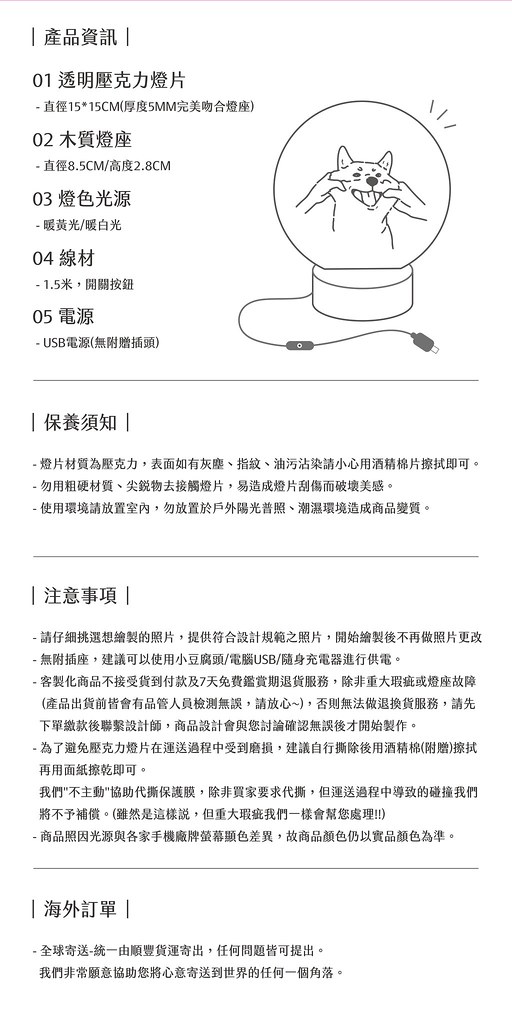 ｜產品資訊｜
01 透明壓克力燈片
- 直徑15*15CM(厚度5MM完美吻合燈座)
02 木質燈座
- 直徑8.5CM/高度2.8CM
03 燈色光源
- 暖黃光/暖白光
04 線材
- 1.5米，開關按鈕
05 電源
- USB電源(無附贈插頭)
｜保養須知｜
- 燈片材質為壓克力，表面如有灰塵、指紋、油污沾染請小心用酒精棉片擦拭即可。
- 勿用粗硬材質、尖銳物去接觸燈片，易造成燈片刮傷而破壞美感。
- 使用環境請放置室內，勿放置於戶外陽光普照、潮濕環境造成商品變質。
｜注意事項｜
- 請仔細挑選想繪製的照片，提供符合設計規範之照片，開始繪製後不再做照片更改
- 無附插座，建議可以使用小豆腐頭/電腦USB/隨身充電器進行供電。
- 客製化商品不接受貨到付款及7天免費鑑賞期退貨服務，除非重大瑕疵或燈座故障
(產品出貨前皆會有品管人員檢測無誤，請放心~)，否則無法做退換貨服務，請先
下單繳款後聯繫設計師，商品設計會與您討論確認無誤後才開始製作。
- 為了避免壓克力燈片在運送過程中受到磨損，建議自行撕除後用酒精棉(附贈)擦拭
再用面紙擦乾即可。
我們"不主動"協助代撕保護膜，除非買家要求代撕，但運送過程中導致的碰撞我們
將不予補償。(雖然是這樣說，但重大瑕疵我們一樣會幫您處理!!)
- 商品照因光源與各家手機廠牌螢幕顯色差異，故商品顏色仍以實品顏色為準。
｜海外訂單｜
- 全球寄送-統一由順豐貨運寄出，任何問題皆可提出。
我們非常願意協助您將心意寄送到世界的任何一個角落。